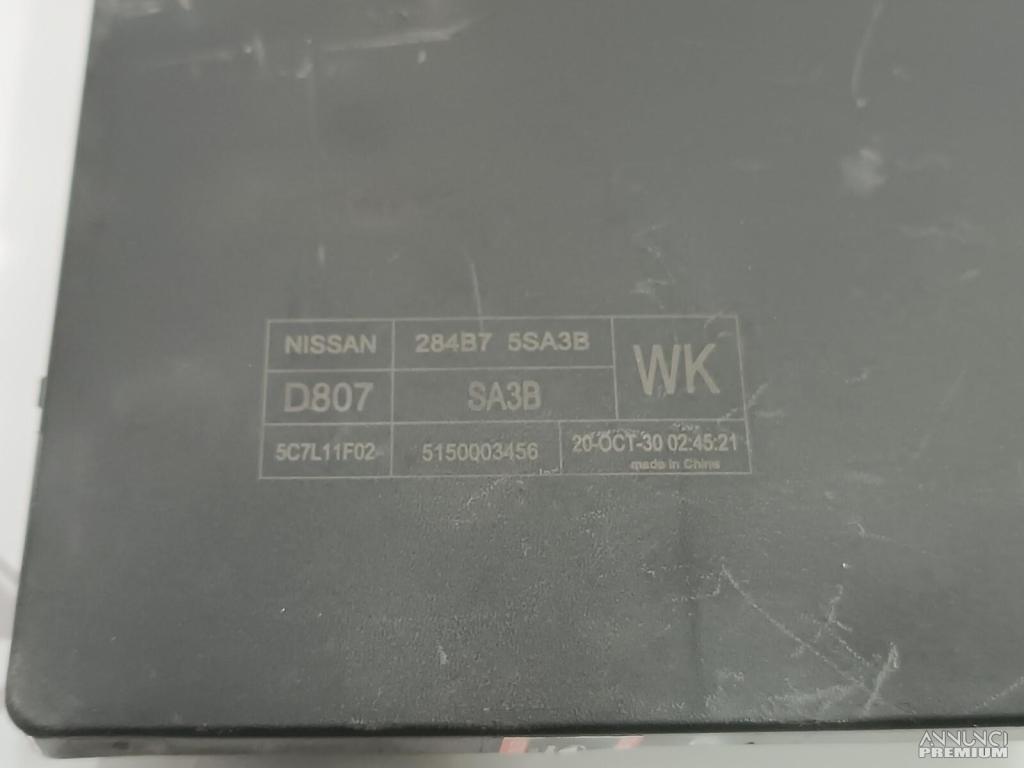 NISSAN
284B7 5SA3B
WK
D807
SA3B
5C7L11F02
5150003456
20-OCT-30 02:45:21
made in China
ANNUNCI
PREMIUM